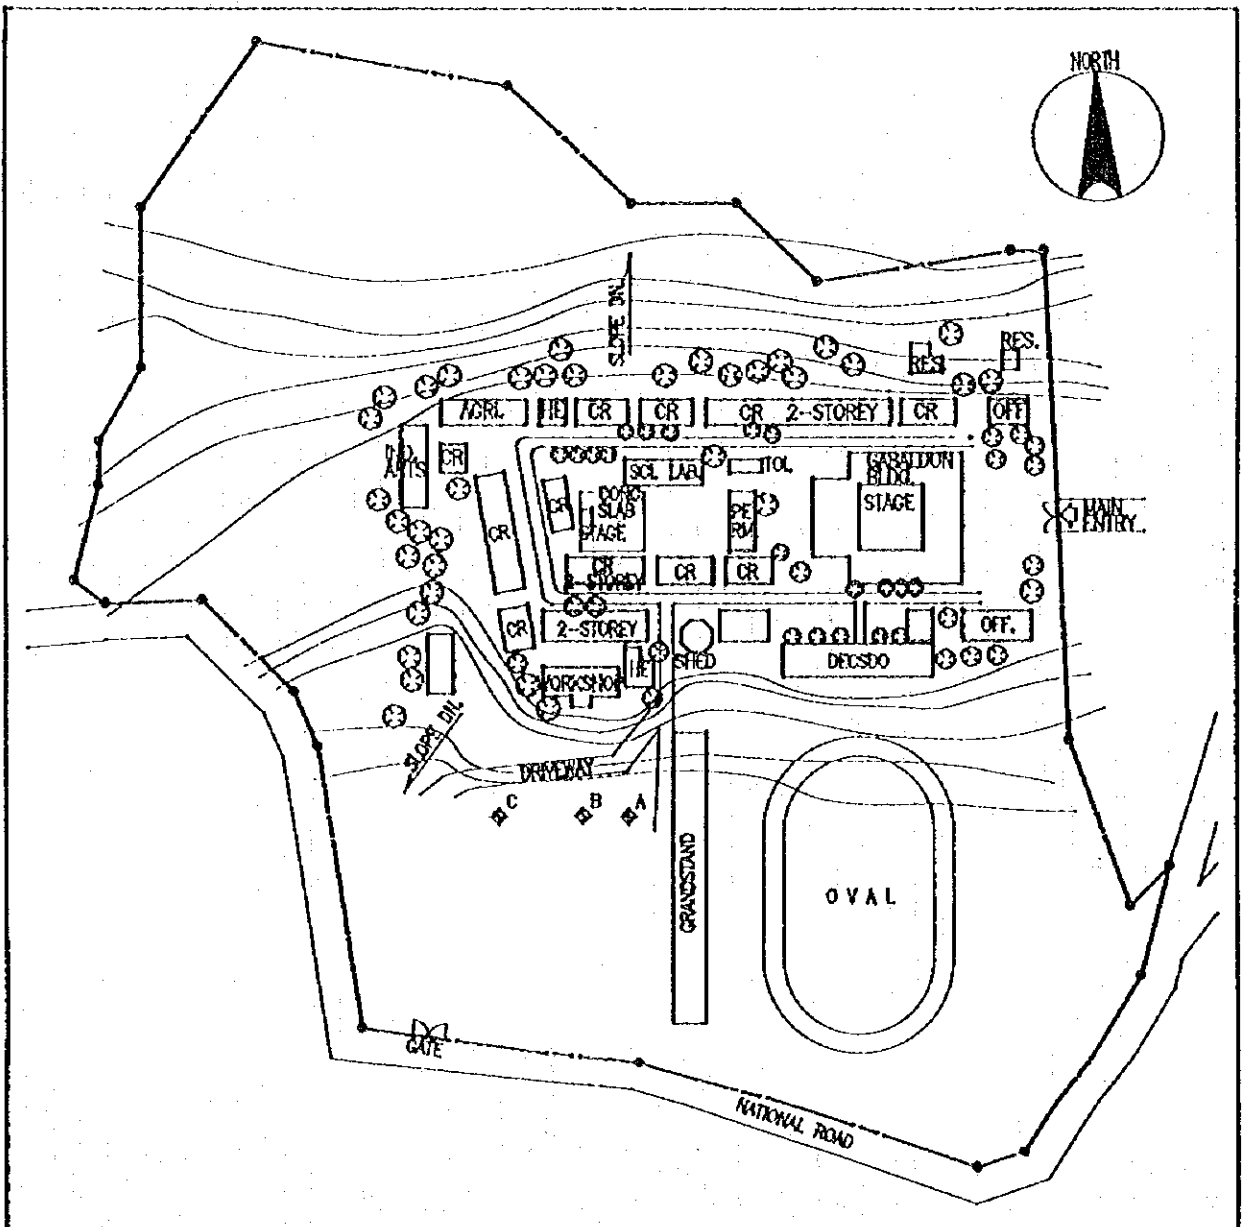 NORTH
SLOPE DN.
RES.
RES.
AGRI.
HE
CR
CR
CR 2-STOREY
CR
OFF
IND.
ARTS
CR
SCI. LAB.
TOL.
GABALDON
BLDG.
STAGE
CR
CR
CONC.
SLAB
STAGE
PE
RM
MAIN
ENTRY
CR
2-STOREY
CR
CR
CR
2-STOREY
OFF.
SHED
HE
DECSDO
WORKSHOP
SLOPS DN.
DRIVEWAY
C
B
A
GRANDSTAND
OVAL
GATE
NATIONAL ROAD